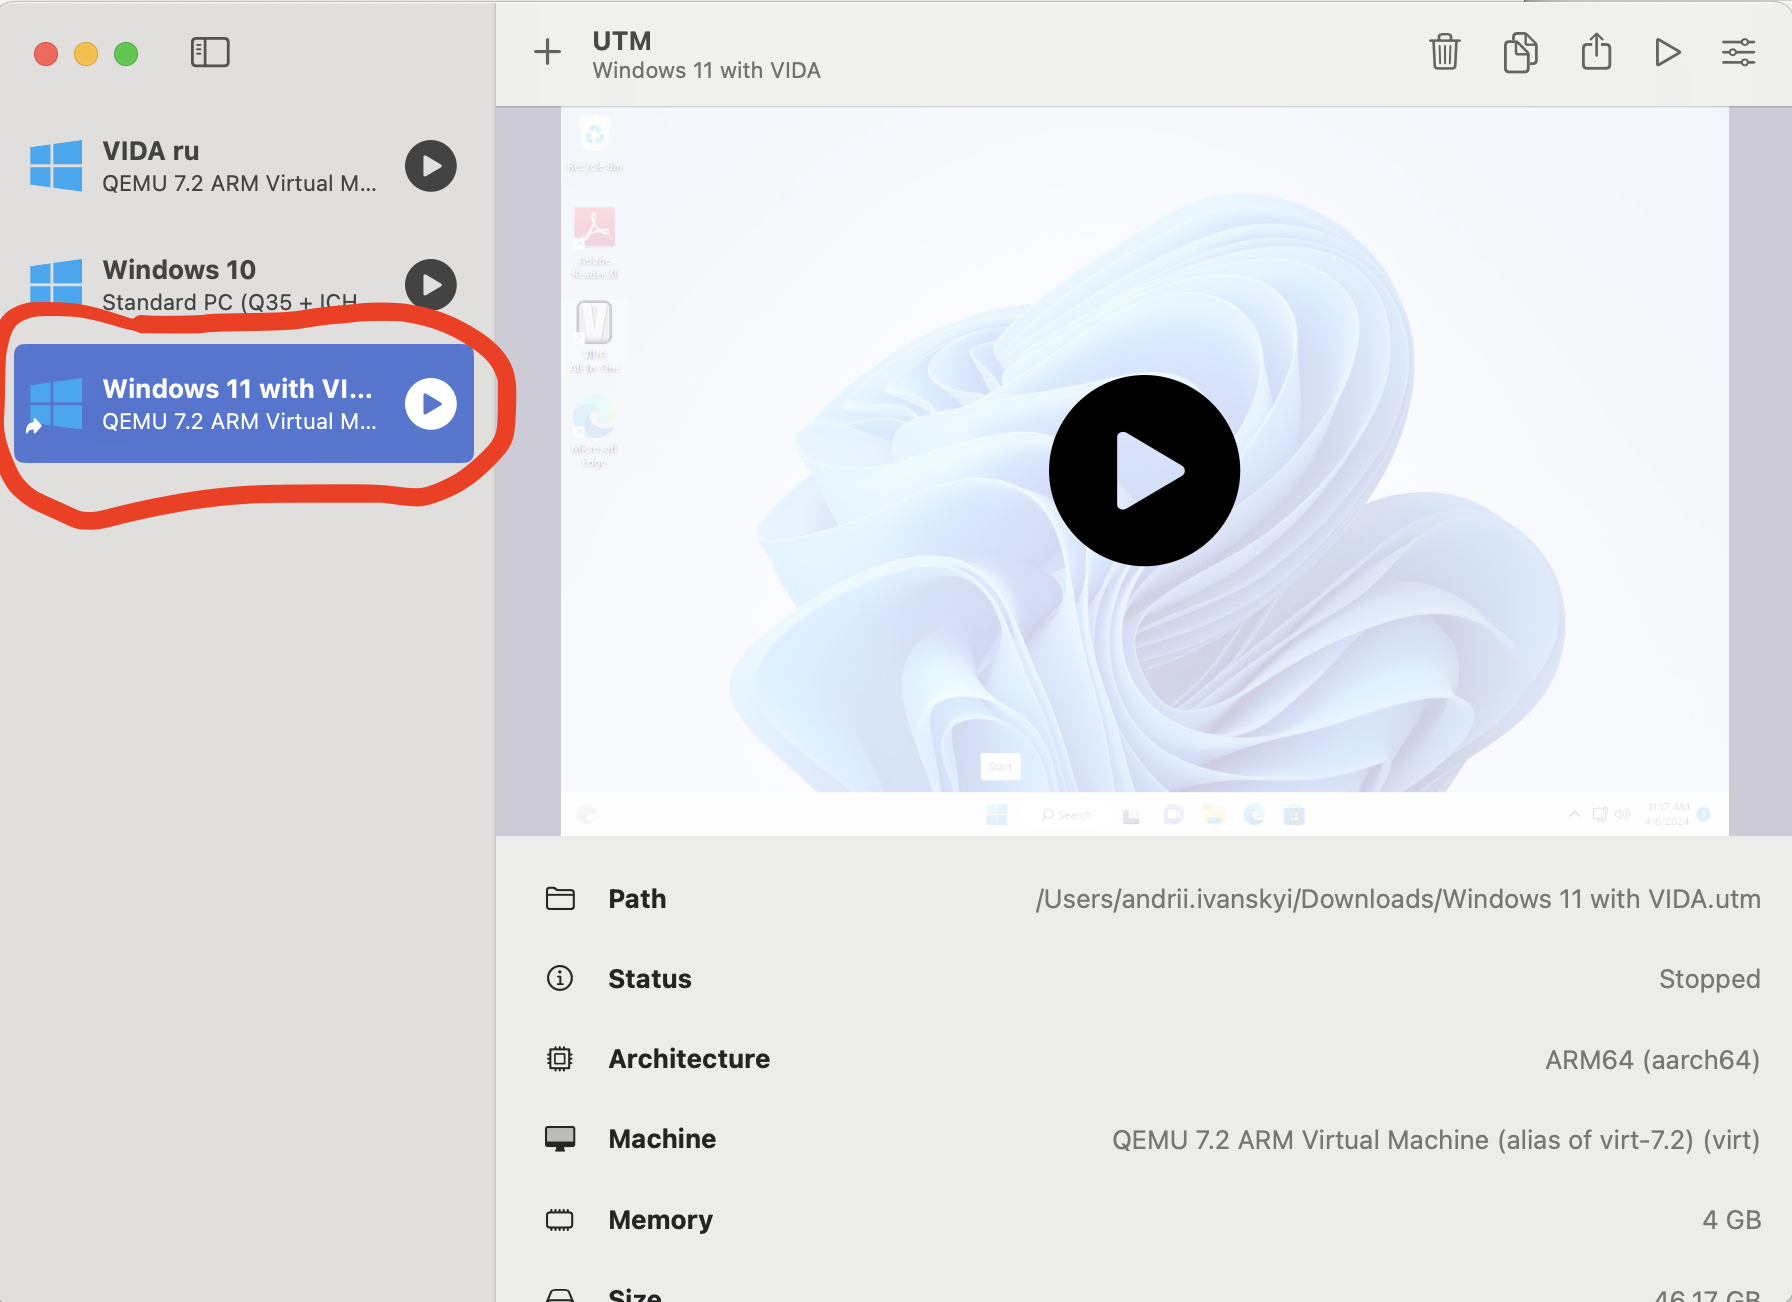 UTM
Windows 11 with VIDA
VIDA ru
QEMU 7.2 ARM Virtual M...
Windows 10
Standard PC (Q35 + ICH
Windows 11 with VI...
QEMU 7.2 ARM Virtual M...
Recycle Bin
Adobe
Reader XI
VIDA
All-In-One
Microsoft
Edge
Start
Search
11:17 AM
4/6/2024
Path
/Users/andrii.ivanskyi/Downloads/Windows 11 with VIDA.utm
Status
Stopped
Architecture
ARM64 (aarch64)
Machine
QEMU 7.2 ARM Virtual Machine (alias of virt-7.2) (virt)
Memory
4 GB
Size
46.17 GB